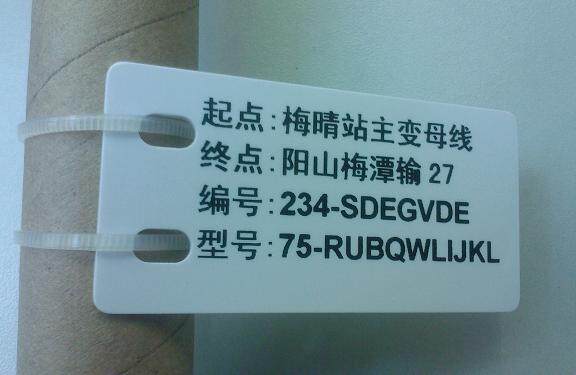 起点:梅晴站主变母线
终点:阳山梅潭输 27
编号:234-SDEGVDE
型号:75-RUBQWLIJKL